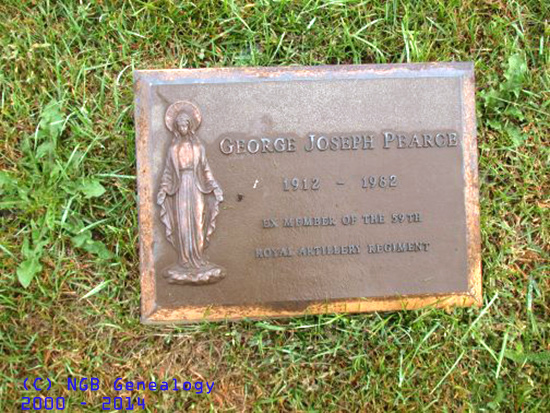 GEORGE JOSEPH PEARCE
1912 - 1982
EX MEMBER OF THE 59TH
ROYAL ARTILLERY REGIMENT
(C) NGB Genealogy
2000 - 2014